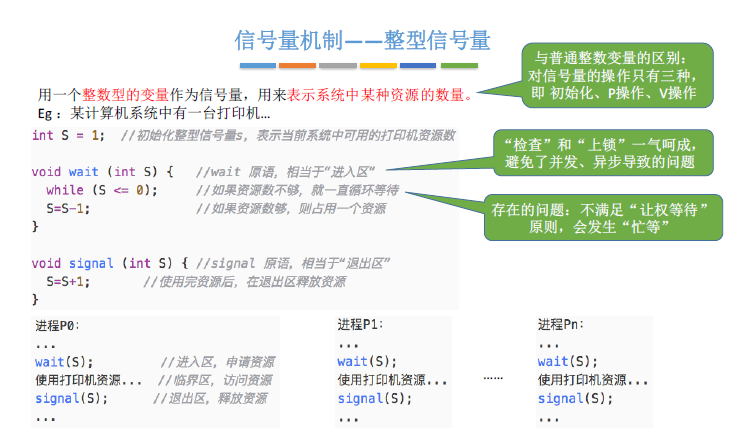 信号量机制——整型信号量
与普通整数变量的区别：
对信号量的操作只有三种，
即 初始化、P操作、V操作
用一个整数型的变量作为信号量，用来表示系统中某种资源的数量。
Eg：某计算机系统中有一台打印机…
int S = 1;  //初始化整型信号量s，表示当前系统中可用的打印机资源数
“检查”和“上锁”一气呵成，
避免了并发、异步导致的问题
void wait (int S) {   //wait 原语，相当于“进入区”
while (S <= 0);     //如果资源数不够，就一直循环等待
S=S-1;              //如果资源数够，则占用一个资源
}
存在的问题：不满足“让权等待”
原则，会发生“忙等”
void signal (int S) { //signal 原语，相当于“退出区”
S=S+1;       //使用完资源后，在退出区释放资源
}
进程P0：
...
wait(S);         //进入区，申请资源
使用打印机资源...  //临界区，访问资源
signal(S);       //退出区，释放资源
...
进程P1：
...
wait(S);
使用打印机资源...
signal(S);
...
……
进程Pn：
...
wait(S);
使用打印机资源...
signal(S);
...